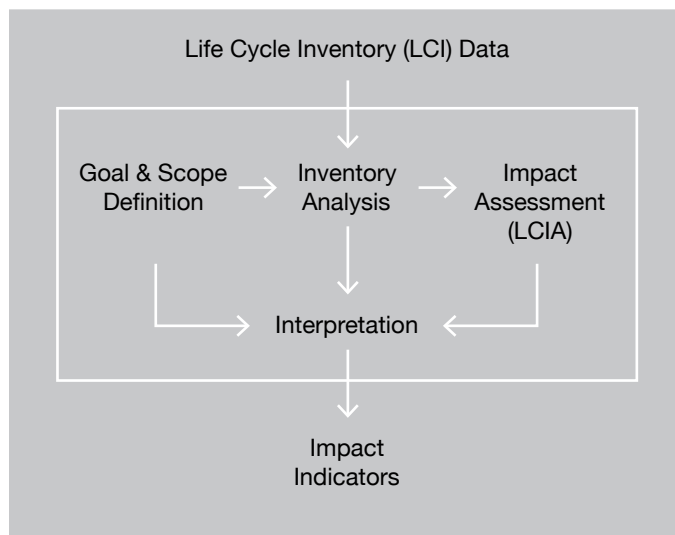 Life Cycle Inventory (LCI) Data
Goal & Scope
Definition
Inventory
Analysis
Impact
Assessment
(LCIA)
Interpretation
Impact
Indicators